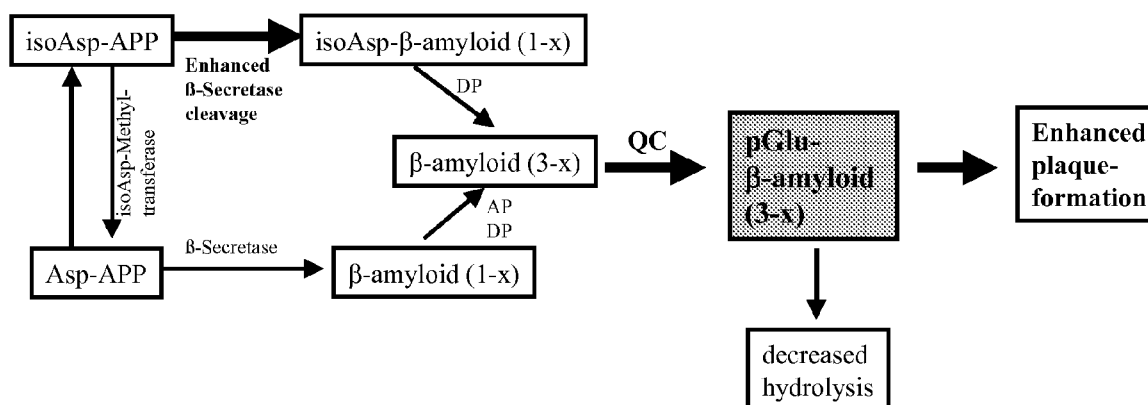 isoAsp-APP
Enhanced
ß-Secretase
cleavage
isoAsp-β-amyloid (1-x)
DP
isoAsp-Methyl-
transferase
β-amyloid (3-x)
QC
pGlu-
β-amyloid
(3-x)
Enhanced
plaque-
formation
AP
DP
Asp-APP
ß-Secretase
β-amyloid (1-x)
decreased
hydrolysis